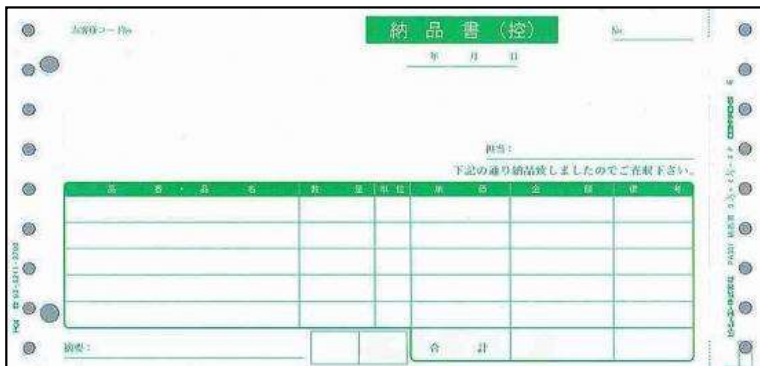 お客様コードNo.
納品書（控）
No.
年 月 日
担当：
下記の通り納品致しましたのでご査収下さい。
品番・品名 数量 単位 単価 金額 備考
摘要：
合計